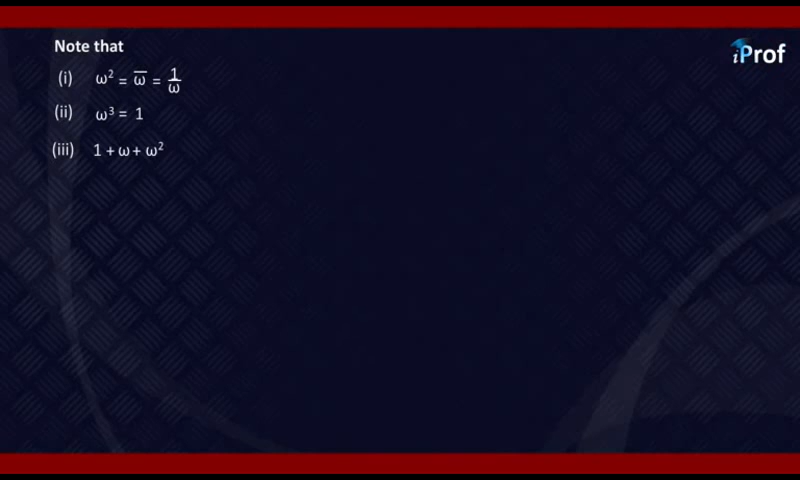 Note that
iProf
(i) ω² = ω̅ = 1/ω
(ii) ω³ = 1
(iii) 1 + ω + ω²